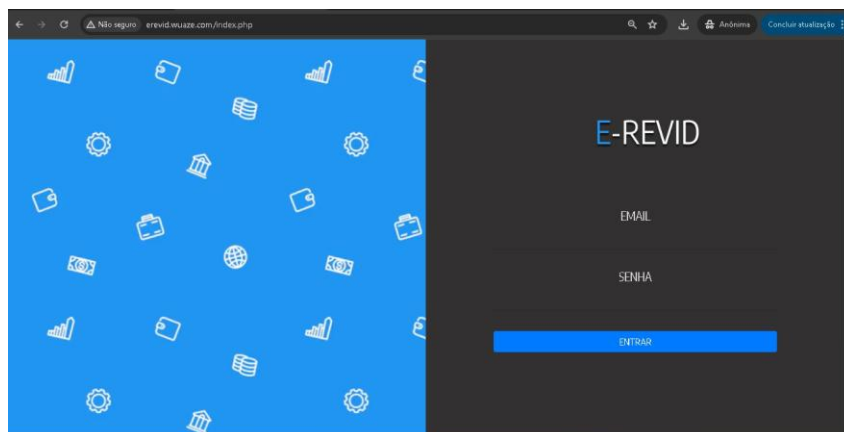 Não seguro erevid.wuaze.com/index.php Anônima Concluir atualização
E-REVID
EMAIL
SENHA
ENTRAR